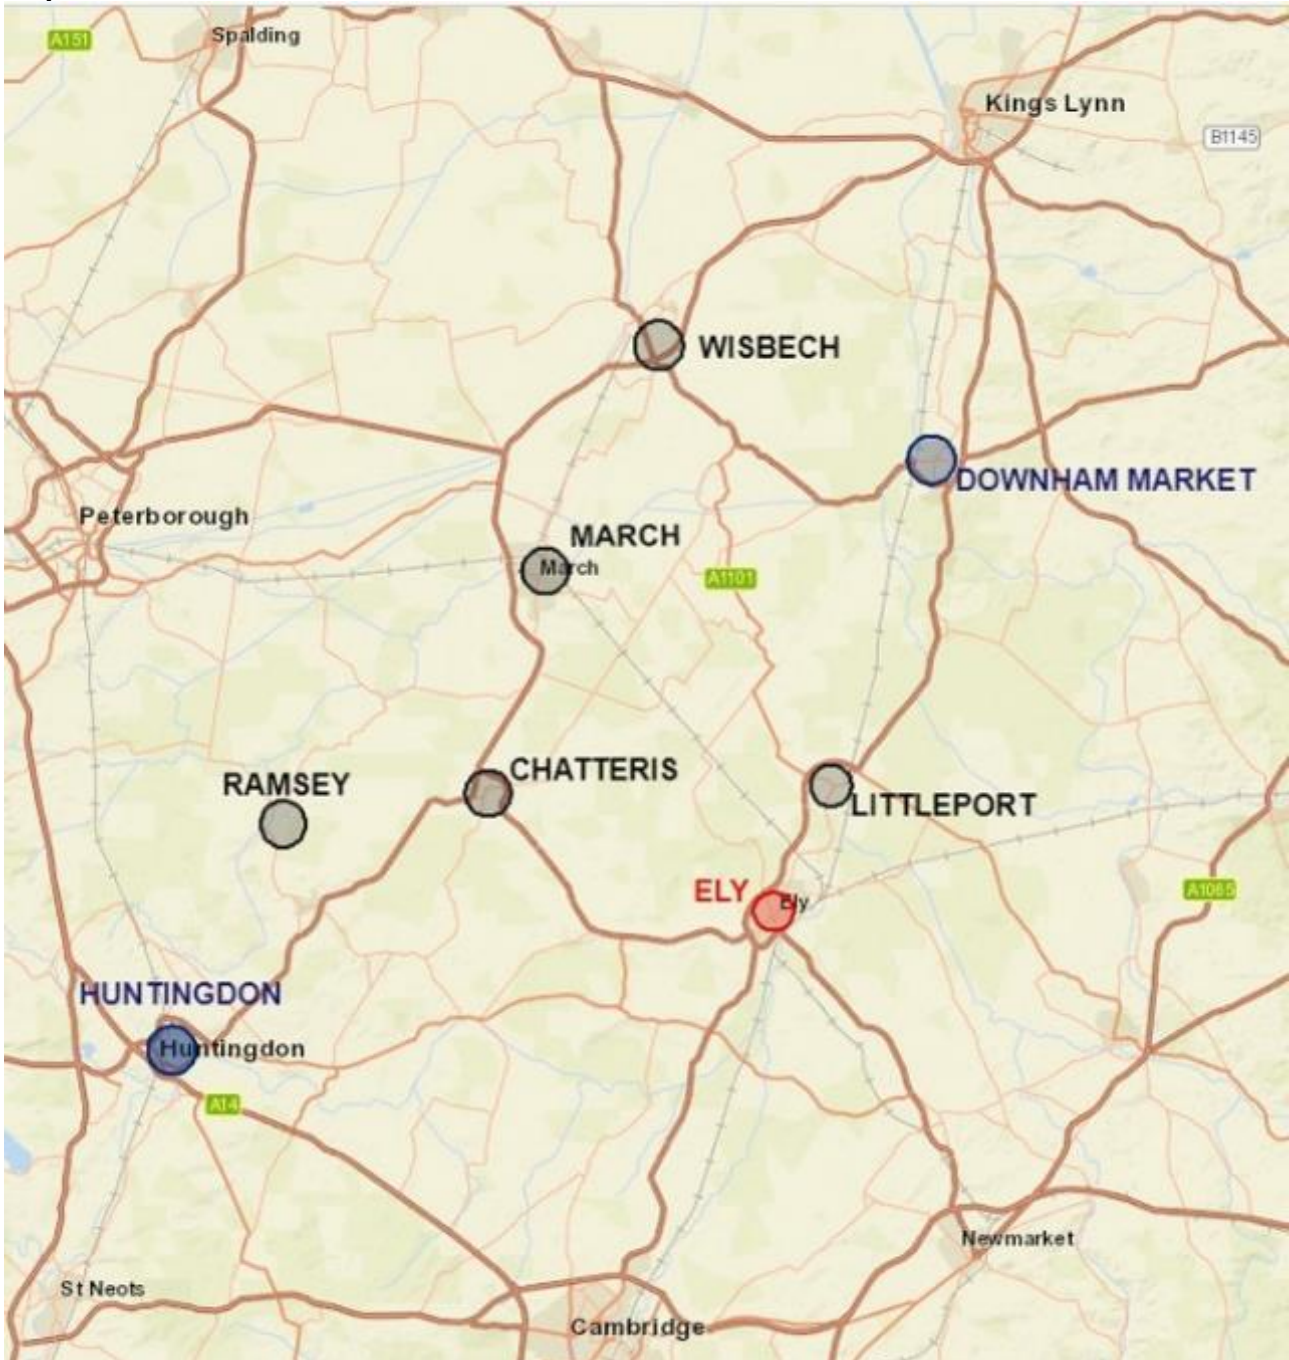 Spalding
A151
Kings Lynn
B1145
WISBECH
DOWNHAM MARKET
Peterborough
MARCH
March
A1101
CHATTERIS
RAMSEY
LITTLEPORT
ELY
Ely
A1065
HUNTINGDON
Huntingdon
A14
Newmarket
St Neots
Cambridge